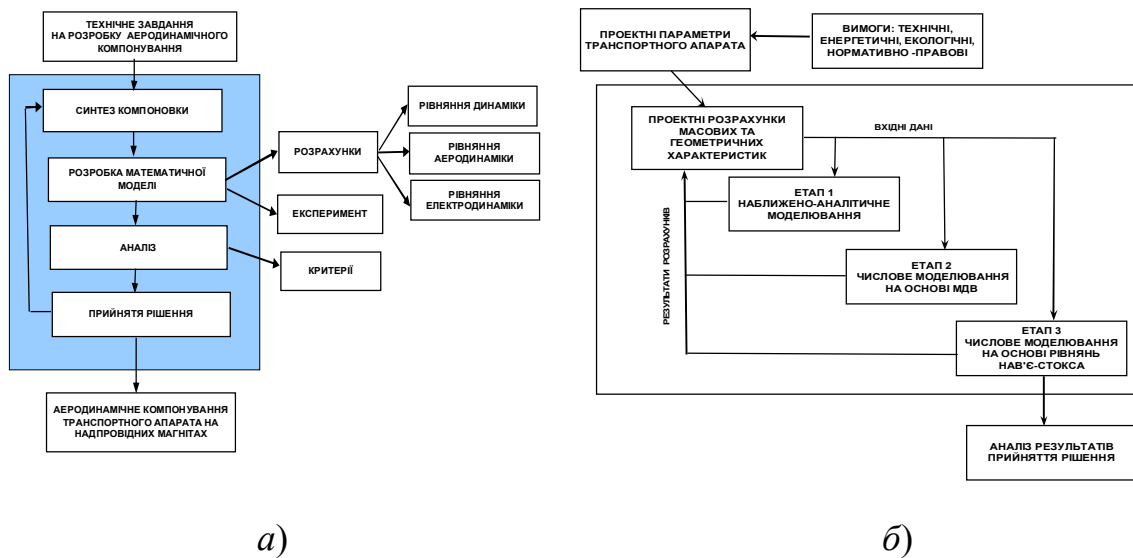 ТЕХНІЧНЕ ЗАВДАННЯ
НА РОЗРОБКУ АЕРОДИНАМІЧНОГО
КОМПОНУВАННЯ
СИНТЕЗ КОМПОНОВКИ
РОЗРОБКА МАТЕМАТИЧНОЇ
МОДЕЛІ
АНАЛІЗ
ПРИЙНЯТЯ РІШЕННЯ
АЕРОДИНАМІЧНЕ КОМПОНУВАННЯ
ТРАНСПОРТНОГО АПАРАТА НА
НАДПРОВІДНИХ МАГНІТАХ
РОЗРАХУНКИ
ЕКСПЕРИМЕНТ
КРИТЕРІЇ
РІВНЯННЯ ДИНАМІКИ
РІВНЯННЯ
АЕРОДИНАМІКИ
РІВНЯННЯ
ЕЛЕКТРОДИНАМІКИ
а)
ПРОЕКТНІ ПАРАМЕТРИ
ТРАНСПОРТНОГО АПАРАТА
ВИМОГИ: ТЕХНІЧНІ,
ЕНЕРГЕТИЧНІ, ЕКОЛОГІЧНІ,
НОРМАТИВНО -ПРАВОВІ
ПРОЕКТНІ РОЗРАХУНКИ
МАСОВИХ ТА
ГЕОМЕТРИЧНИХ
ХАРАКТЕРИСТИК
ВХІДНІ ДАНІ
ЕТАП 1
НАБЛИЖЕНО-АНАЛІТИЧНЕ
МОДЕЛЮВАННЯ
ЕТАП 2
ЧИСЛОВЕ МОДЕЛЮВАННЯ
НА ОСНОВІ МДВ
ЕТАП 3
ЧИСЛОВЕ МОДЕЛЮВАННЯ
НА ОСНОВІ РІВНЯНЬ
НАВ'Є-СТОКСА
РЕЗУЛЬТАТИ РОЗРАХУНКІВ
АНАЛІЗ РЕЗУЛЬТАТІВ
ПРИЙНЯТТЯ РІШЕННЯ
б)